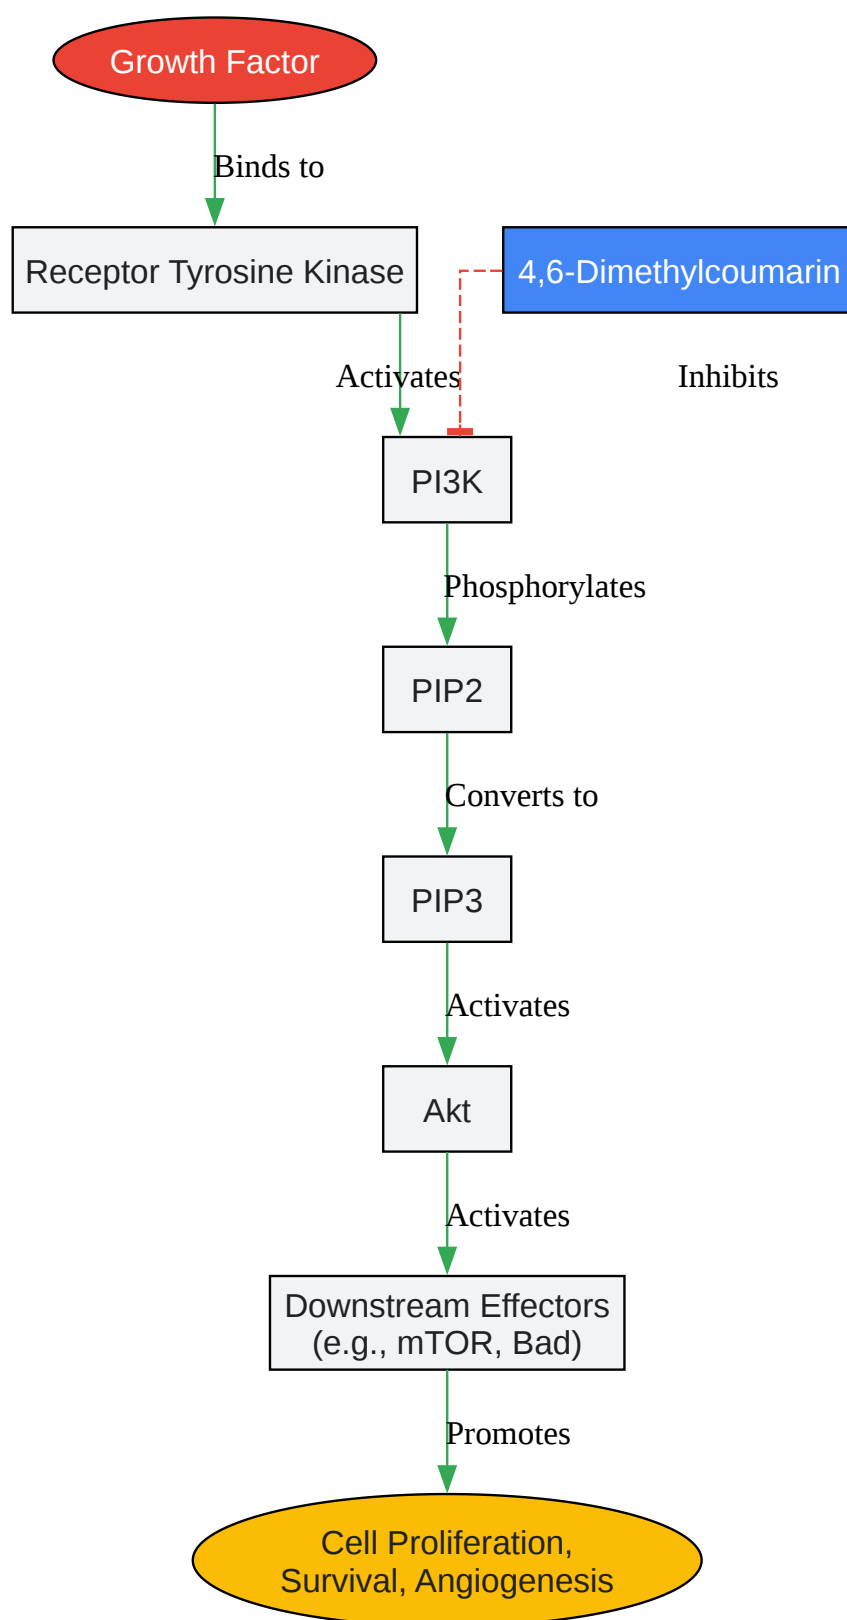 Growth Factor
Binds to
Receptor Tyrosine Kinase
4,6-Dimethylcoumarin
Activates
Inhibits
PI3K
Phosphorylates
PIP2
Converts to
PIP3
Activates
Akt
Activates
Downstream Effectors
(e.g., mTOR, Bad)
Promotes
Cell Proliferation,
Survival, Angiogenesis